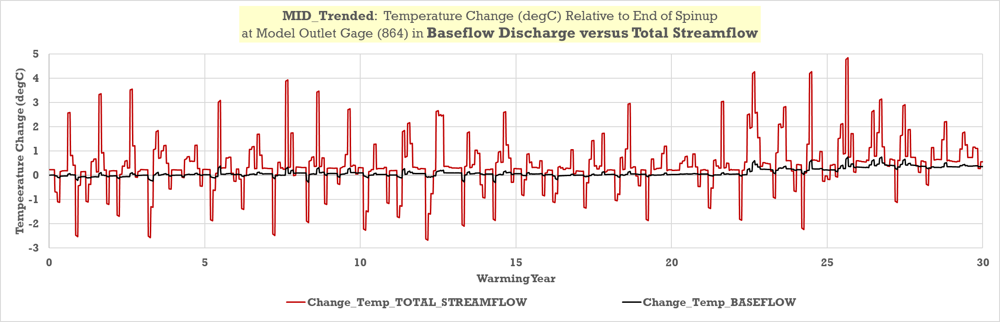 MID_Trended: Temperature Change (degC) Relative to End of Spinup
at Model Outlet Gage (864) in Baseflow Discharge versus Total Streamflow
Tempeerature Change (degC)
5
4
3
2
1
0
-1
-2
-3
0 5 10 15 20 25 30
Warming Year
Change_Temp_TOTAL_STREAMFLOW
Change_Temp_BASEFLOW